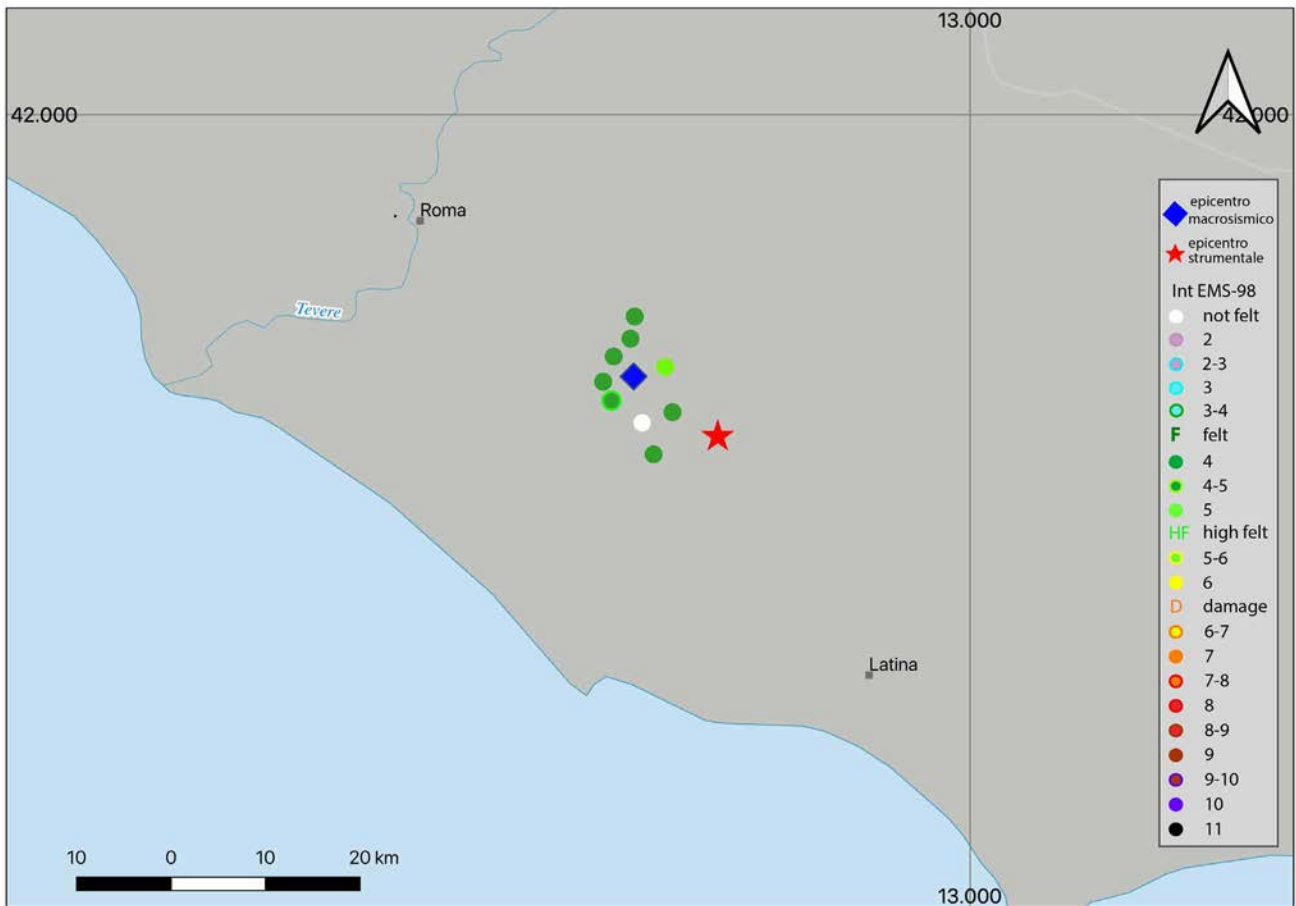 13.000
42.000
42.000
Roma
Tevere
epicentro
macrosismico
epicentro
strumentale
Int EMS-98
not felt
2
2-3
3
3-4
F felt
4
4-5
5
HF high felt
5-6
6
D damage
6-7
7
7-8
8
8-9
9
9-10
10
11
Latina
10 0 10 20 km
13.000